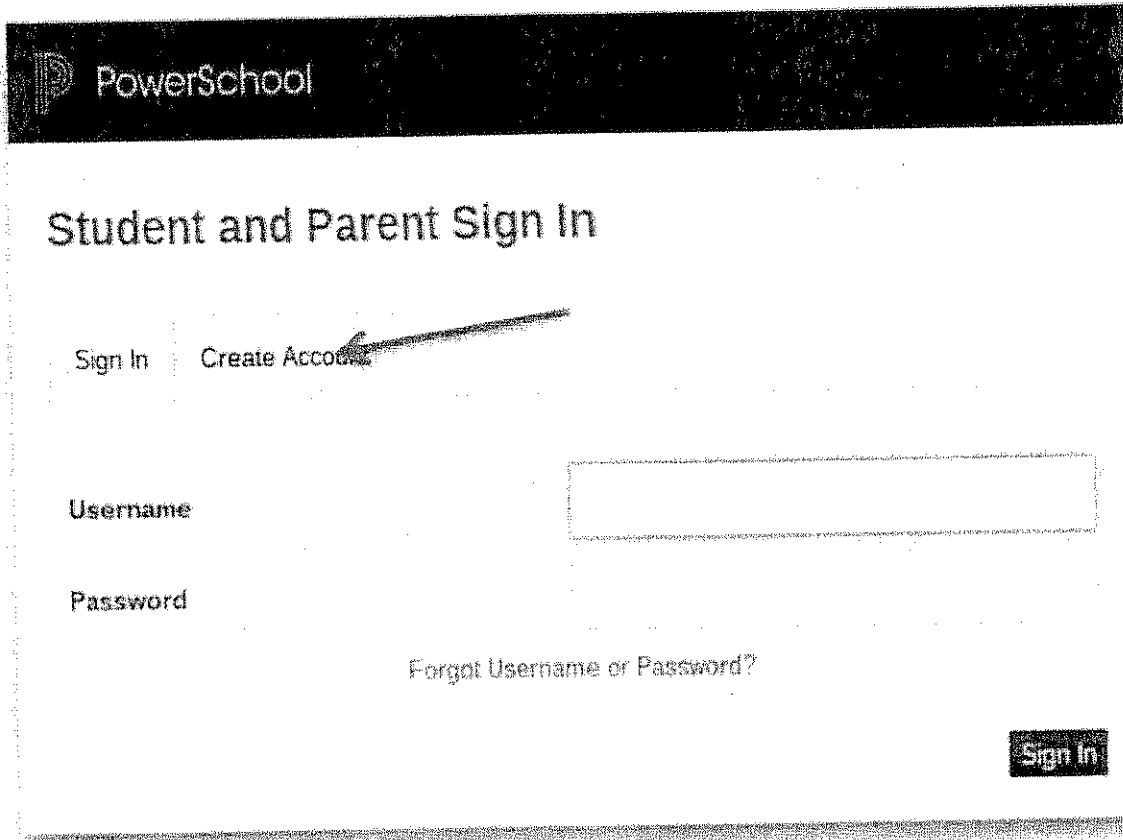 PowerSchool
Student and Parent Sign In
Sign In
Create Account
Username
Password
Forgot Username or Password?
Sign In